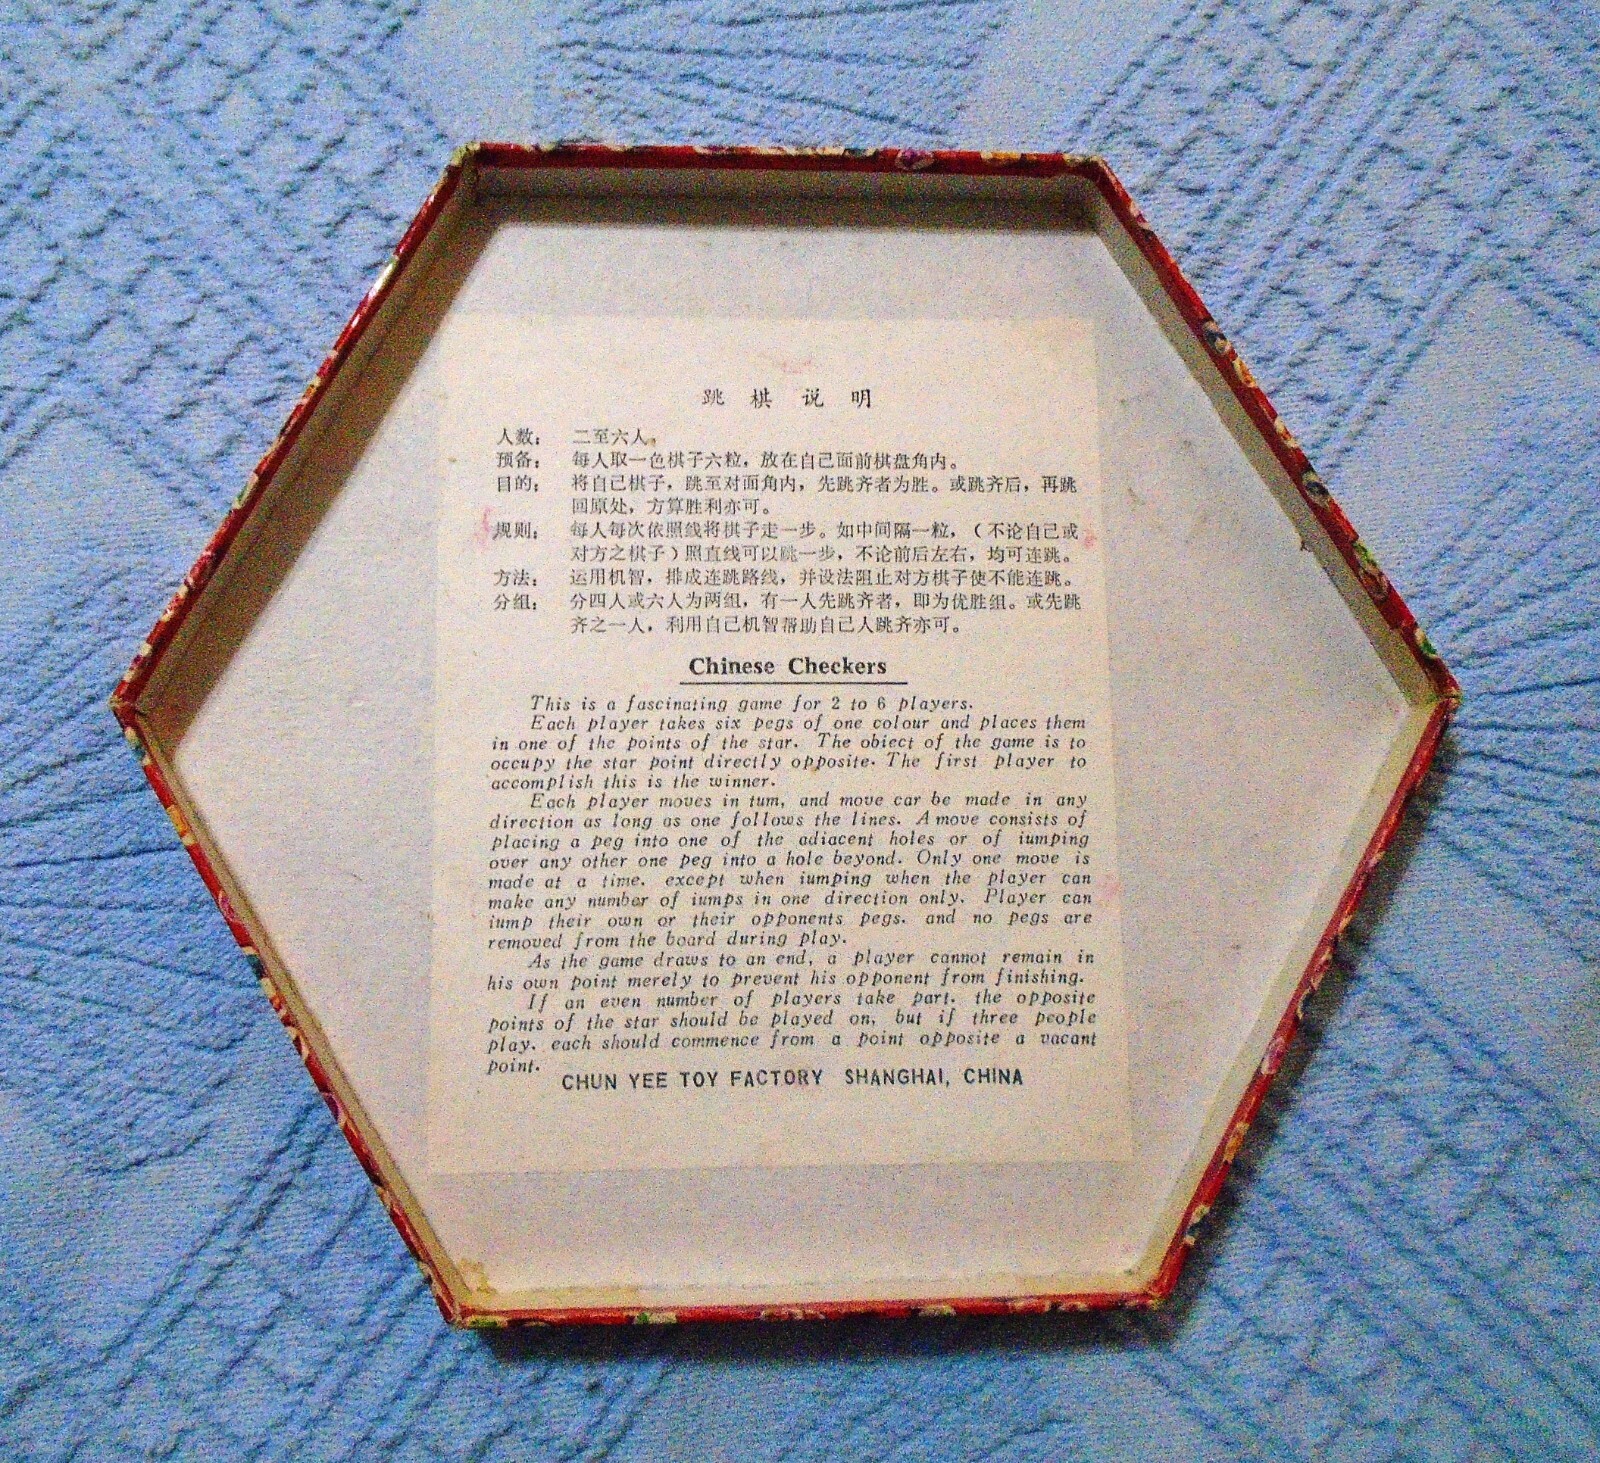 跳棋说明
人数： 二至六人。
预备： 每人取一色棋子六粒，放在自己面前棋盘角内。
目的： 将自己棋子，跳至对面角内，先跳齐者为胜。或跳齐后，再跳
回原处，方算胜利亦可。
规则： 每人每次依照线将棋子走一步。如中间隔一粒，（不论自己或
对方之棋子）照直线可以跳一步，不论前后左右，均可连跳。
方法： 运用机智，排成连跳路线，并设法阻止对方棋子使不能连跳。
分组： 分四人或六人为两组，有一人先跳齐者，即为优胜组。或先跳
齐之一人，利用自己机智帮助自己人跳齐亦可。
Chinese Checkers
This is a fascinating game for 2 to 6 players.
Each player takes six pegs of one colour and places them
in one of thc points of the star. The obiect of the game is to
occupy the star point directly opposite. The first player to
accomplish this is the winner.
Each player moves in tum, and move car be made in any
direction as long as one follows the lines. A move consists of
placing a peg into one of the adiacent holes or of iumping
over any other one peg into a hole beyond. Only one move is
made at a time. except when iumping when the player can
make any number of iumps in one direction only. Player can
iump their own or their opponents pegs. and no pegs are
removed from the board during play.
As the game draws to an end, a player cannot remain in
his own point merely to prevent his opponent from finishing.
If an even number of players take part. the opposite
points of the star should be played on, but if three people
play. each should commence from a point opposite a vacant
point.
CHUN YEE TOY FACTORY SHANGHAI, CHINA